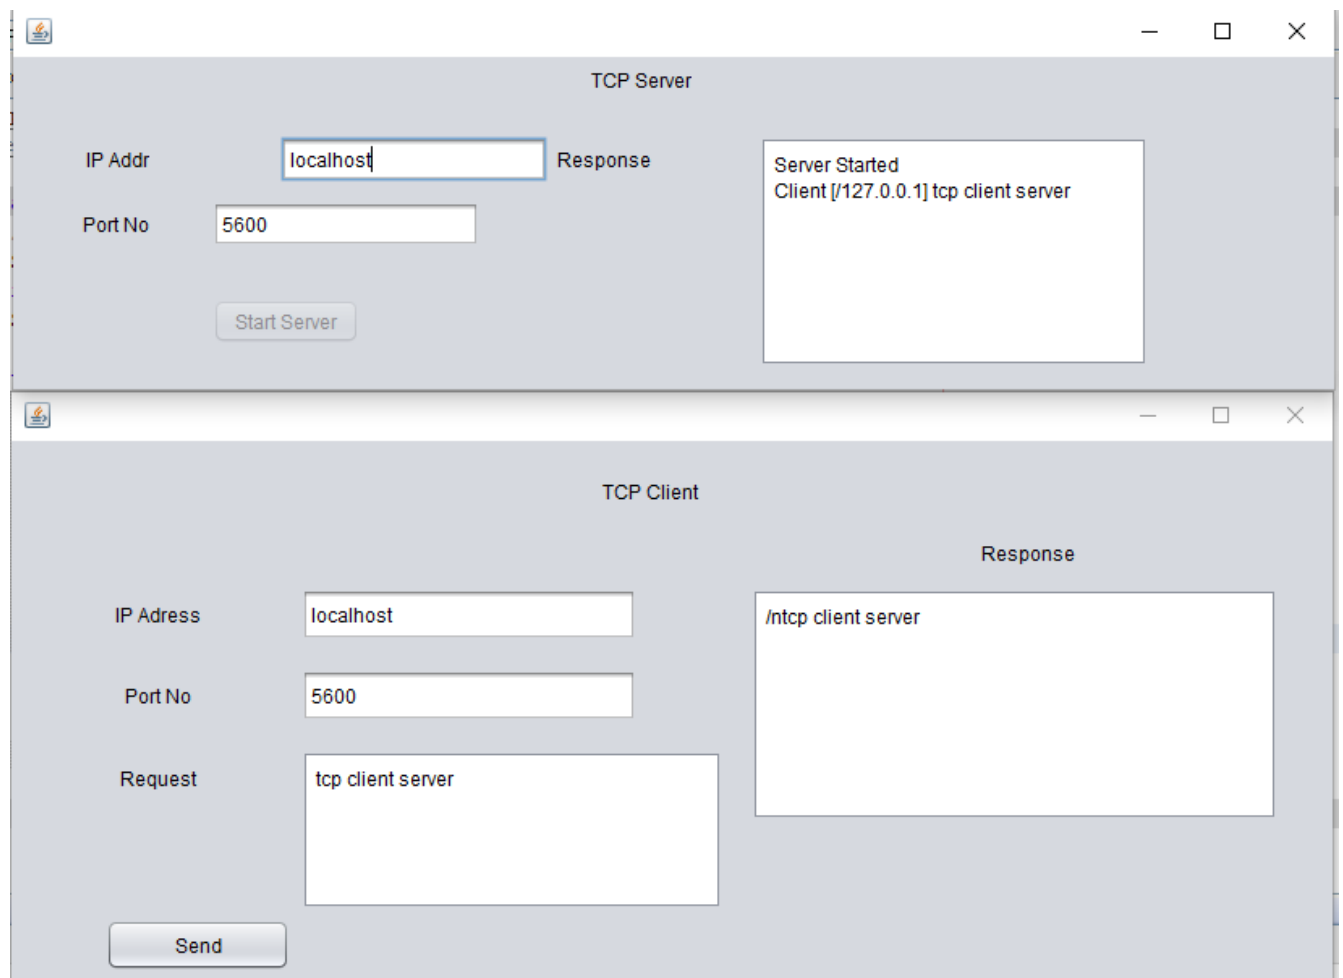 TCP Server
IP Addr
localhost
Response
Server Started
Client [/127.0.0.1] tcp client server
Port No
5600
Start Server
TCP Client
Response
IP Adress
localhost
/ntcp client server
Port No
5600
Request
tcp client server
Send